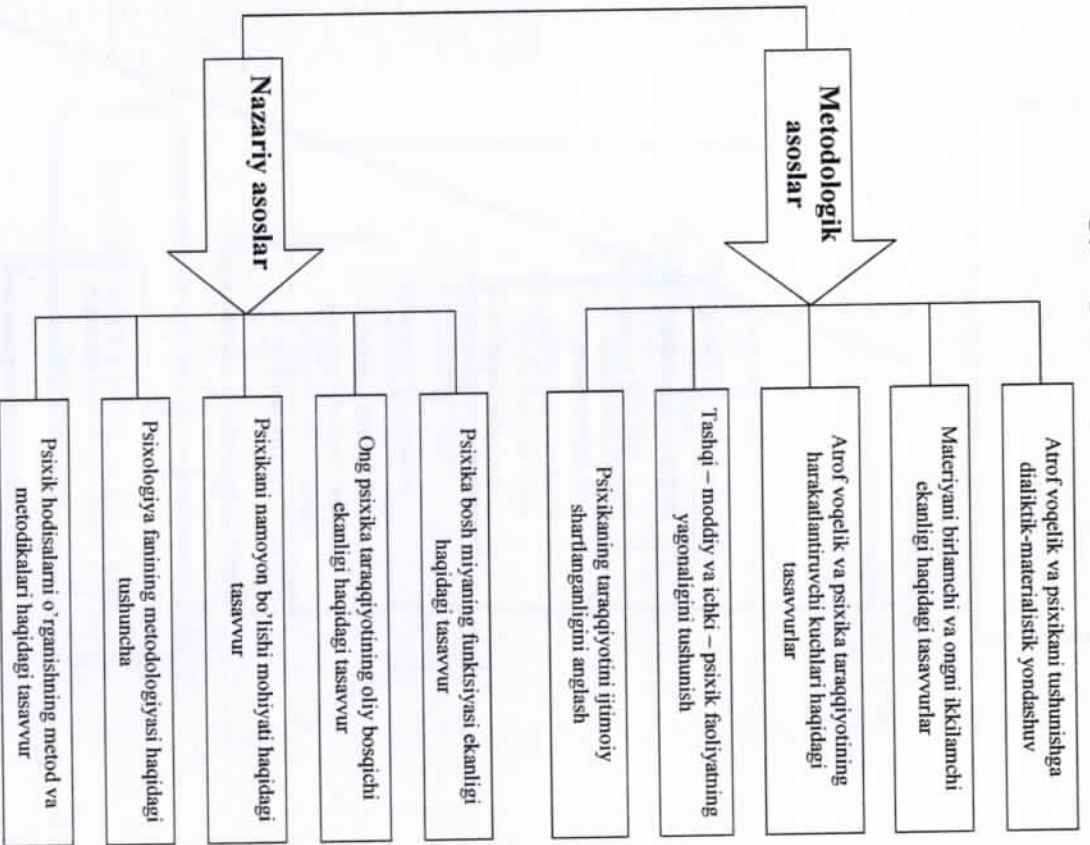 Metodologik
asoslar
Atrof voqelik va psixikani tushunishga
dialiktik-materialistik yondashuv
Materiyani birlamchi va ongni ikkilamchi
ekanligi haqidagi tasavvurlar
Atrof voqelik va psixika taraqqiyotining
harakatlantiruvchi kuchlari haqidagi
tasavvurlar
Tashqi – moddiy va ichki – psixik faoliyatning
yagonaligini tushunish
Psixikaning taraqqiyotini ijtimoiy
shartlanganligini anglash
Nazariy asoslar
Psixika bosh miyaning funktsiyasi ekanligi
haqidagi tasavvur
Ong psixika taraqqiyotining oliy bosqichi
ekanligi haqidagi tasavvur
Psixikani namoyon bo’lishi mohiyati haqidagi
tasavvur
Psixologiya fanining metodologiyasi haqidagi
tushuncha
Psixik hodisalarni o’rganishning metod va
metodikalari haqidagi tasavvur